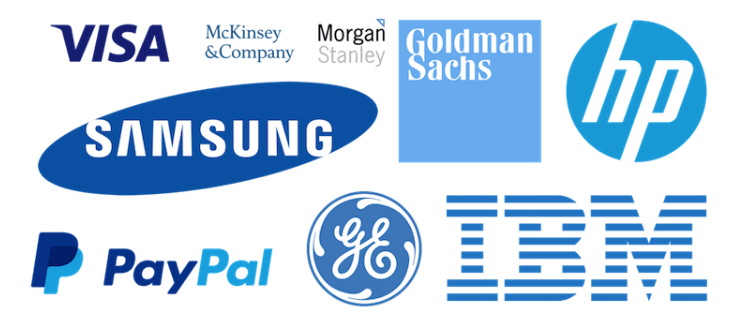 VISA
McKinsey
&Company
Morgan
Stanley
Goldman
Sachs
hp
SAMSUNG
PayPal
GE
IBM